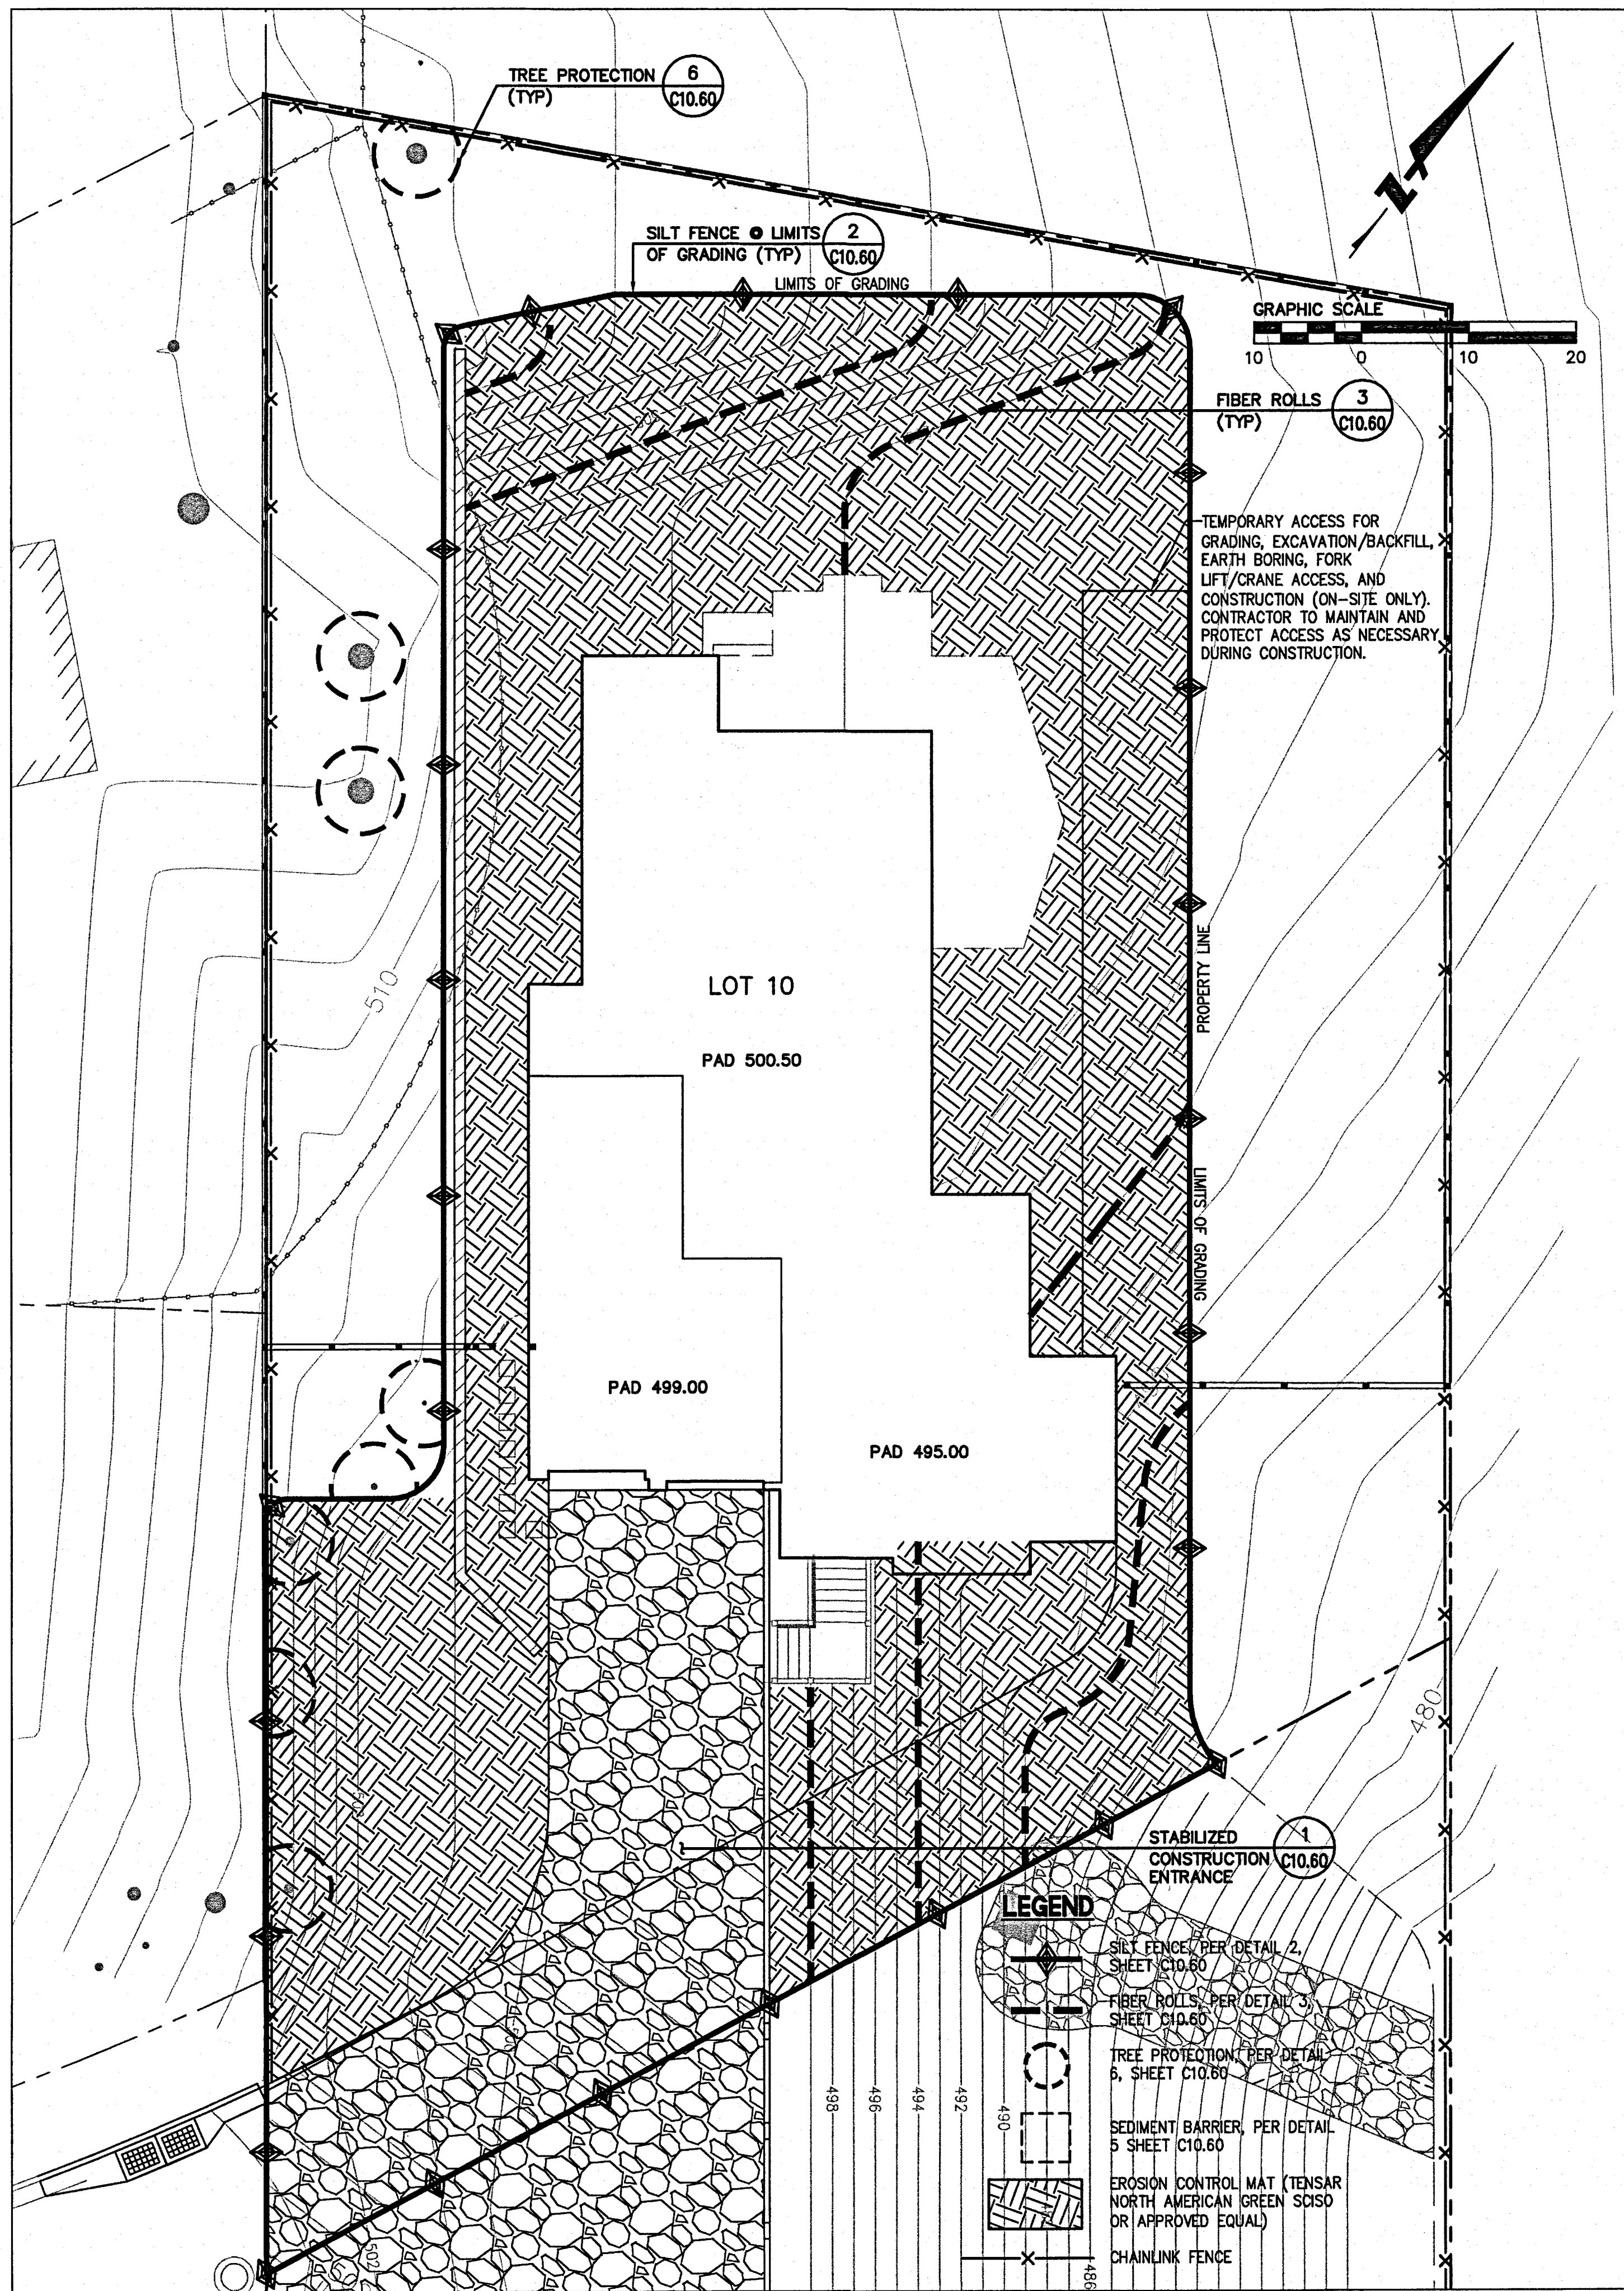 TREE PROTECTION
(TYP)
6
C10.60
SILT FENCE @ LIMITS
OF GRADING (TYP)
2
C10.60
LIMITS OF GRADING
N
GRAPHIC SCALE
10 0 10 20
FIBER ROLLS
(TYP)
3
C10.60
TEMPORARY ACCESS FOR
GRADING, EXCAVATION/BACKFILL,
EARTH BORING, FORK
LIFT/CRANE ACCESS, AND
CONSTRUCTION (ON-SITE ONLY).
CONTRACTOR TO MAINTAIN AND
PROTECT ACCESS AS NECESSARY
DURING CONSTRUCTION.
510
LOT 10
PAD 500.50
PROPERTY LINE
LIMITS OF GRADING
PAD 499.00
PAD 495.00
480
STABILIZED
CONSTRUCTION
ENTRANCE
1
C10.60
LEGEND
SILT FENCE, PER DETAIL 2,
SHEET C10.60
FIBER ROLLS, PER DETAIL 3,
SHEET C10.60
TREE PROTECTION, PER DETAIL
6, SHEET C10.60
SEDIMENT BARRIER, PER DETAIL
5 SHEET C10.60
EROSION CONTROL MAT (TENSAR
NORTH AMERICAN GREEN SC150
OR APPROVED EQUAL)
CHAINLINK FENCE
498
496
494
492
490
486
502